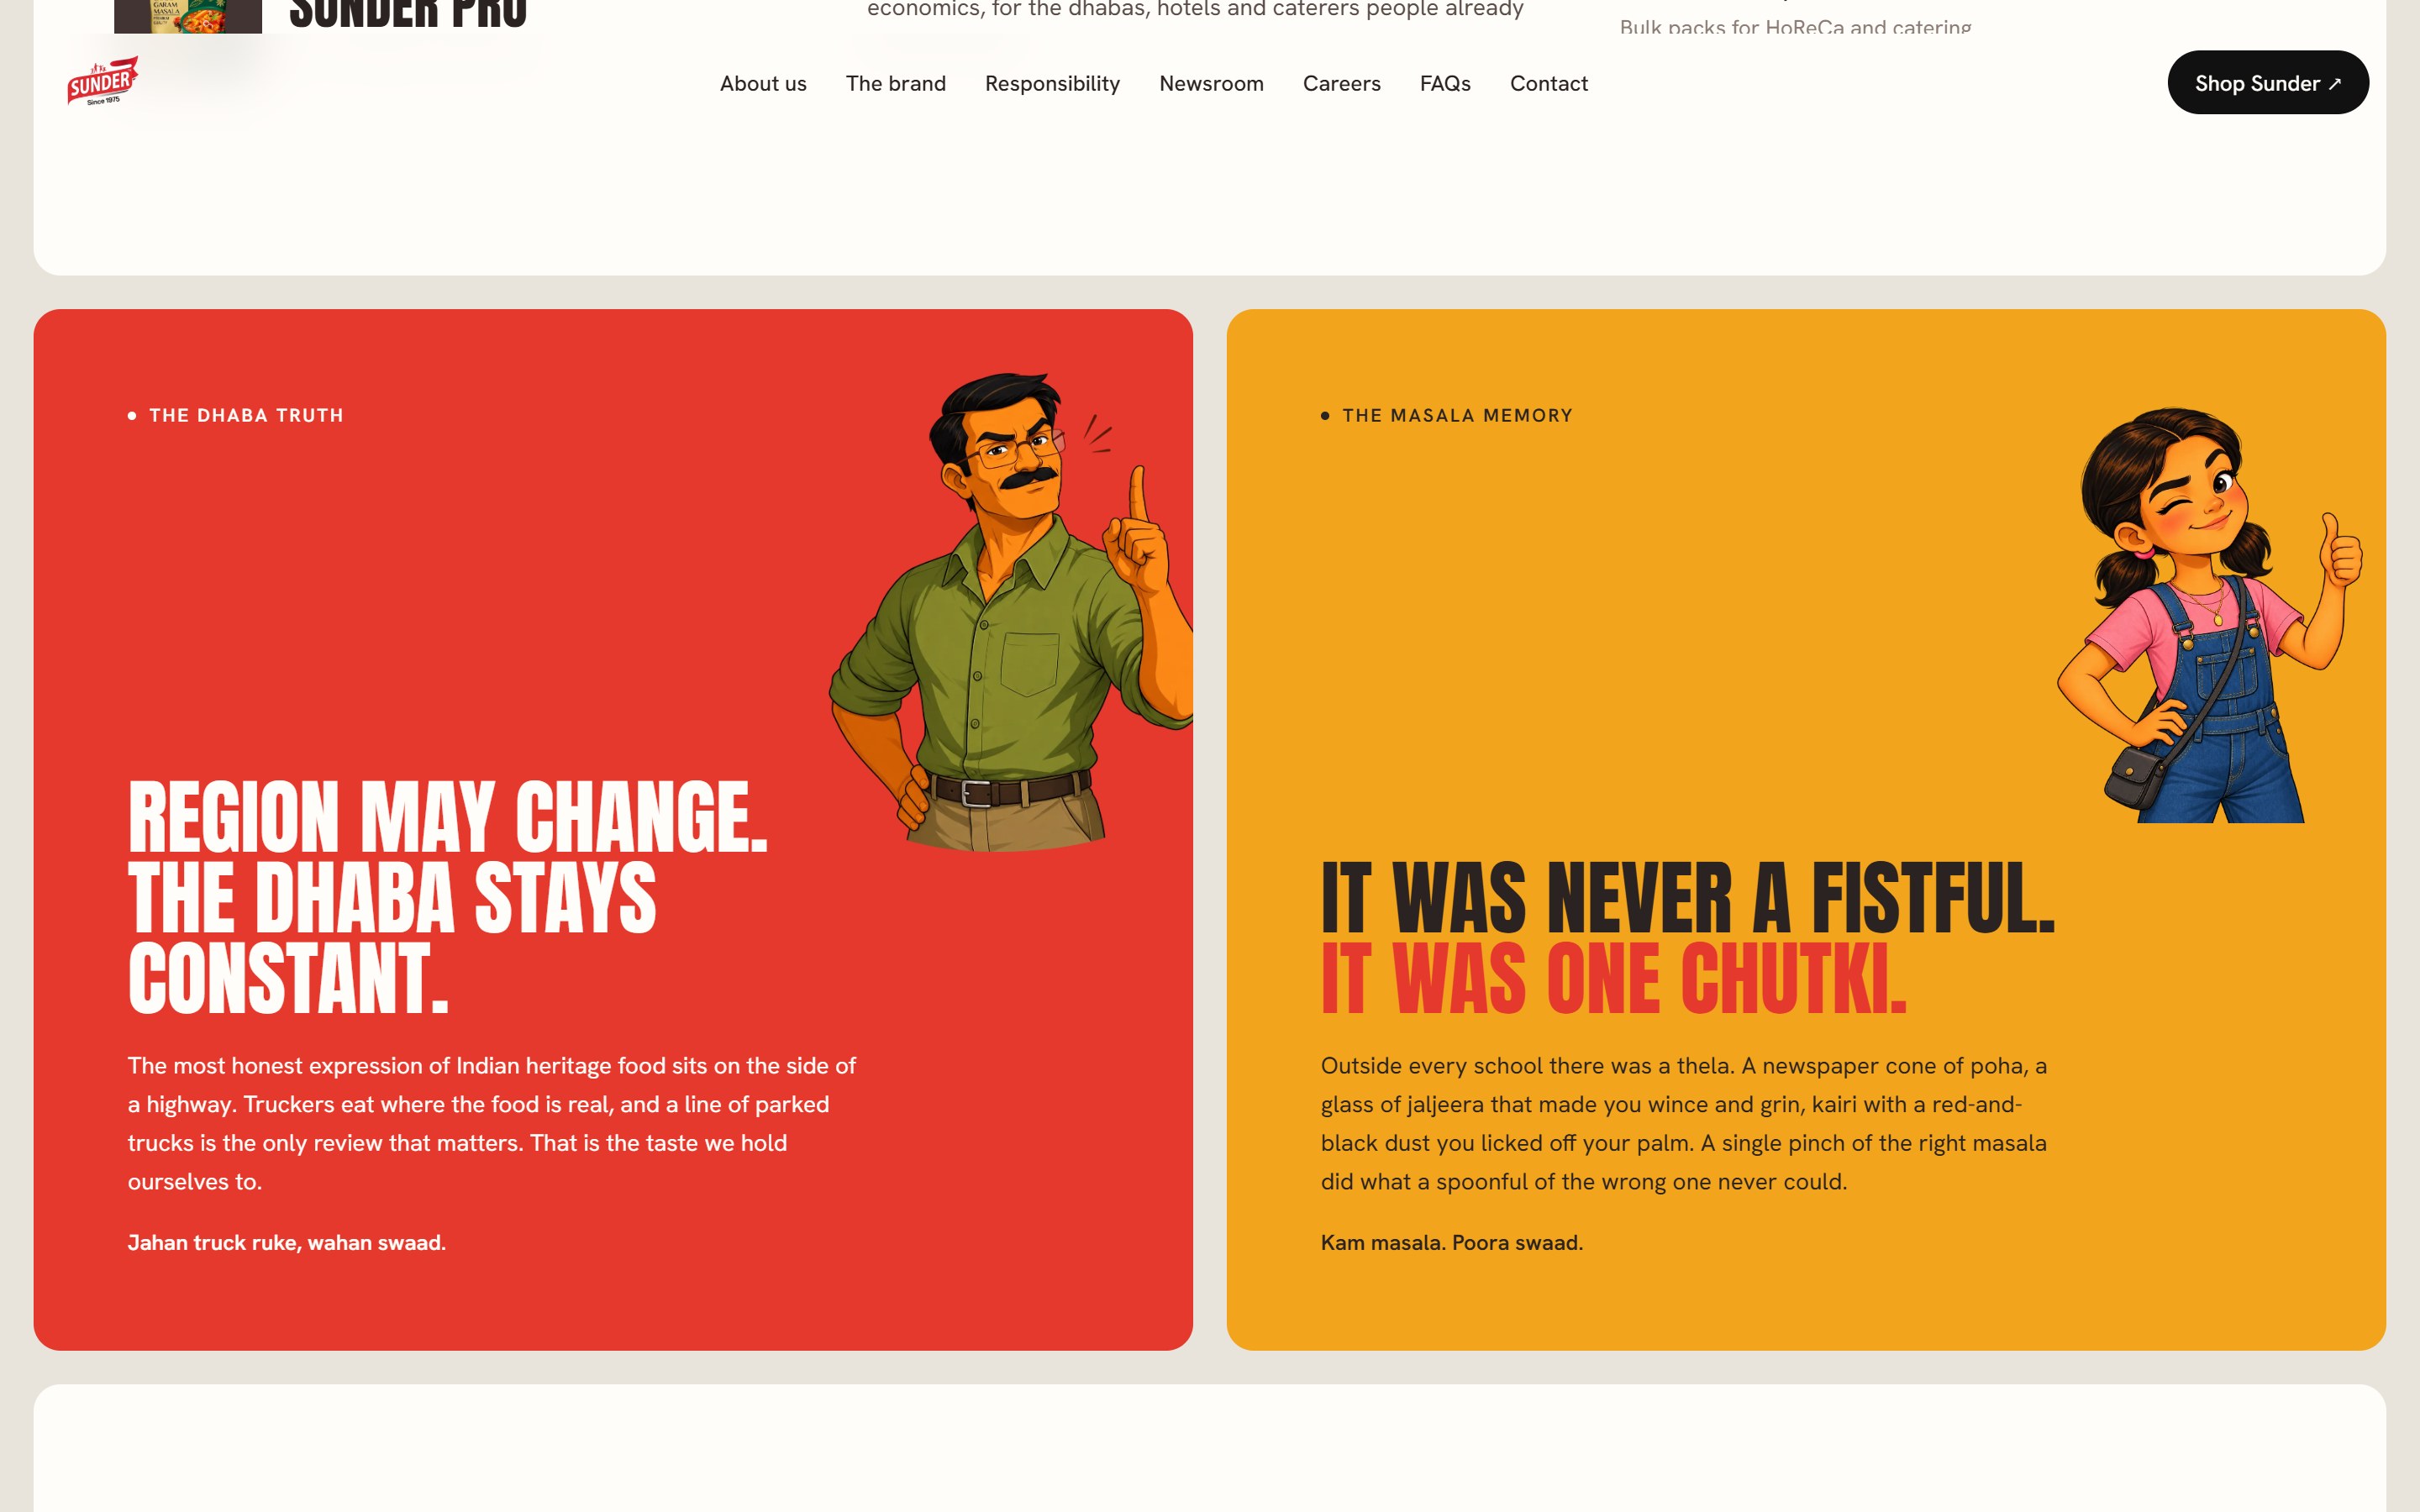 SUNDER PRO
economics, for the dhabas, hotels and caterers people already
Bulk packs for HoReCa and catering
GARAM
MASALA
SUNDER
Since 1975
About us
The brand
Responsibility
Newsroom
Careers
FAQs
Contact
Shop Sunder ↗
• THE DHABA TRUTH
REGION MAY CHANGE.
THE DHABA STAYS
CONSTANT.
The most honest expression of Indian heritage food sits on the side of
a highway. Truckers eat where the food is real, and a line of parked
trucks is the only review that matters. That is the taste we hold
ourselves to.
Jahan truck ruke, wahan swaad.
• THE MASALA MEMORY
IT WAS NEVER A FISTFUL.
IT WAS ONE CHUTKI.
Outside every school there was a thela. A newspaper cone of poha, a
glass of jaljeera that made you wince and grin, kairi with a red-and-
black dust you licked off your palm. A single pinch of the right masala
did what a spoonful of the wrong one never could.
Kam masala. Poora swaad.